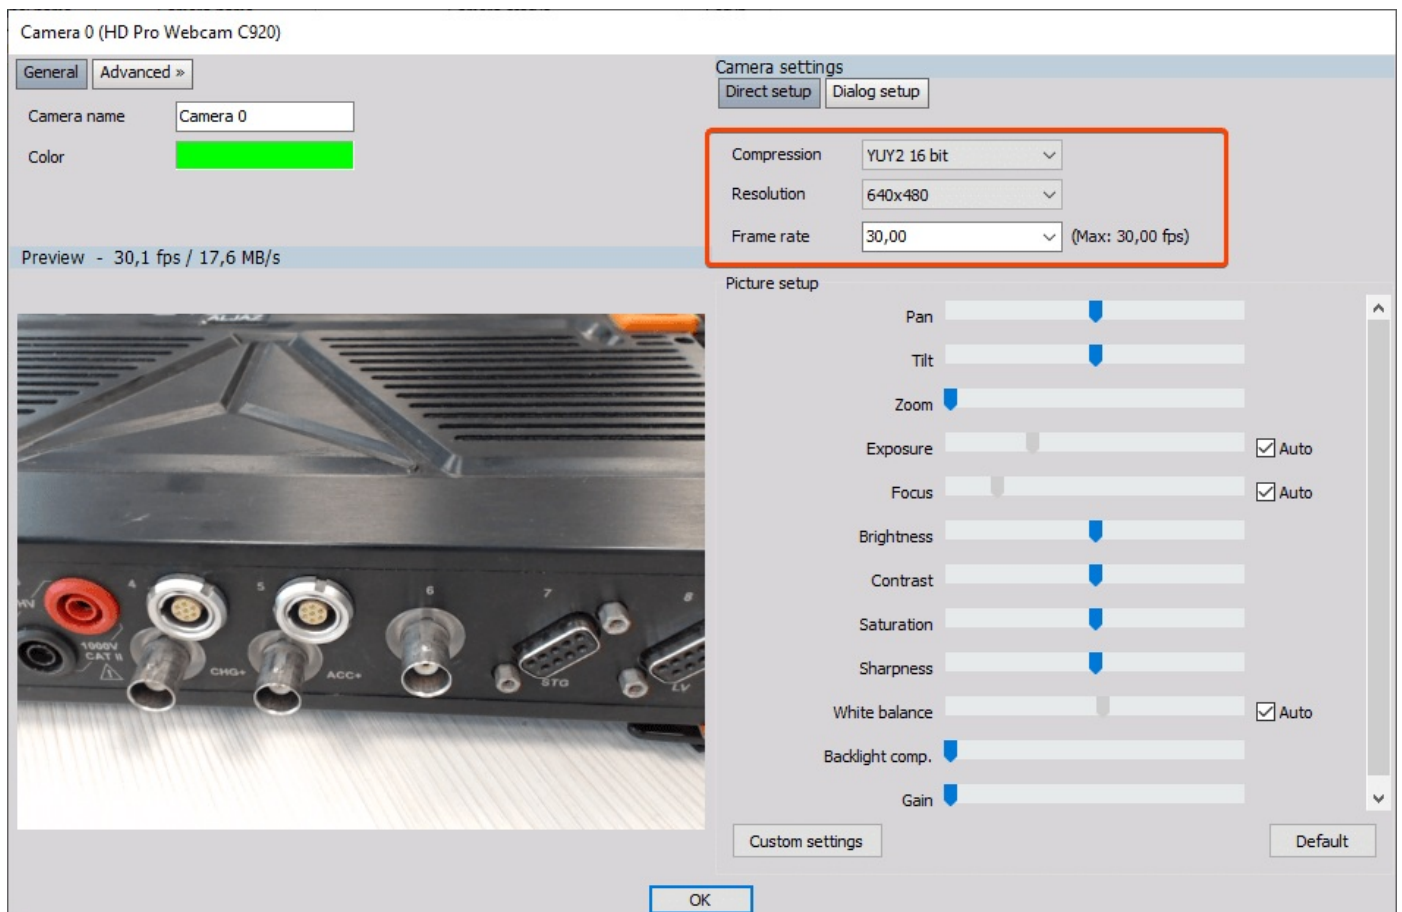 Camera 0 (HD Pro Webcam C920)
General
Advanced »
Camera name
Camera 0
Color
Preview - 30,1 fps / 17,6 MB/s
ALJAZ
4
5
6
7
8
HV
1000V
CAT II
CHG+
ACC+
STG
LV
Camera settings
Direct setup
Dialog setup
Compression
YUY2 16 bit
Resolution
640x480
Frame rate
30,00
(Max: 30,00 fps)
Picture setup
Pan
Tilt
Zoom
Exposure
Auto
Focus
Auto
Brightness
Contrast
Saturation
Sharpness
White balance
Auto
Backlight comp.
Gain
Custom settings
Default
OK